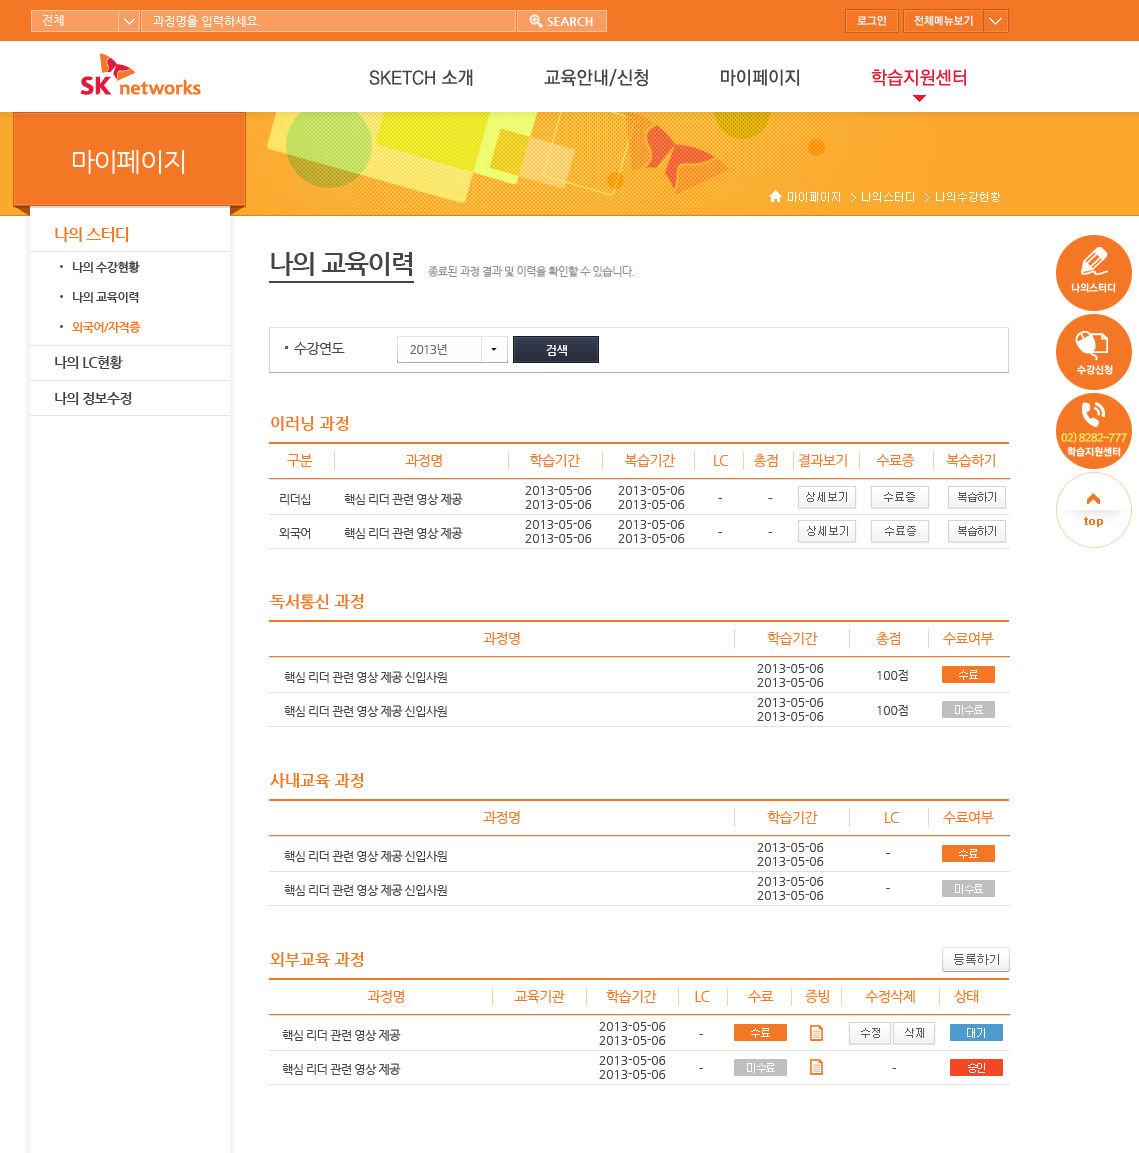 전체 과정명을 입력하세요. SEARCH 로그인 전체메뉴보기
SK networks SKETCH 소개 교육안내/신청 마이페이지 학습지원센터
마이페이지
마이페이지 > 나의스터디 > 나의수강현황
나의 스터디
• 나의 수강현황
• 나의 교육이력
• 외국어/자격증
나의 LC현황
나의 정보수정
나의 교육이력 종료된 과정 결과 및 이력을 확인할 수 있습니다.
• 수강연도 2013년 검색
이러닝 과정
구분 과정명 학습기간 복습기간 LC 총점 결과보기 수료증 복습하기
리더십 핵심 리더 관련 영상 제공 2013-05-06 2013-05-06 - - 상세보기 수료증 복습하기
2013-05-06 2013-05-06
외국어 핵심 리더 관련 영상 제공 2013-05-06 2013-05-06 - - 상세보기 수료증 복습하기
2013-05-06 2013-05-06
독서통신 과정
과정명 학습기간 총점 수료여부
핵심 리더 관련 영상 제공 신입사원 2013-05-06 100점 수료
2013-05-06
핵심 리더 관련 영상 제공 신입사원 2013-05-06 100점 미수료
2013-05-06
사내교육 과정
과정명 학습기간 LC 수료여부
핵심 리더 관련 영상 제공 신입사원 2013-05-06 - 수료
2013-05-06
핵심 리더 관련 영상 제공 신입사원 2013-05-06 - 미수료
2013-05-06
외부교육 과정 등록하기
과정명 교육기관 학습기간 LC 수료 증빙 수정삭제 상태
핵심 리더 관련 영상 제공 2013-05-06 - 수료 수정 삭제 대기
2013-05-06
핵심 리더 관련 영상 제공 2013-05-06 - 미수료 - 승인
2013-05-06
나의스터디
수강신청
02) 8282-777
학습지원센터
top